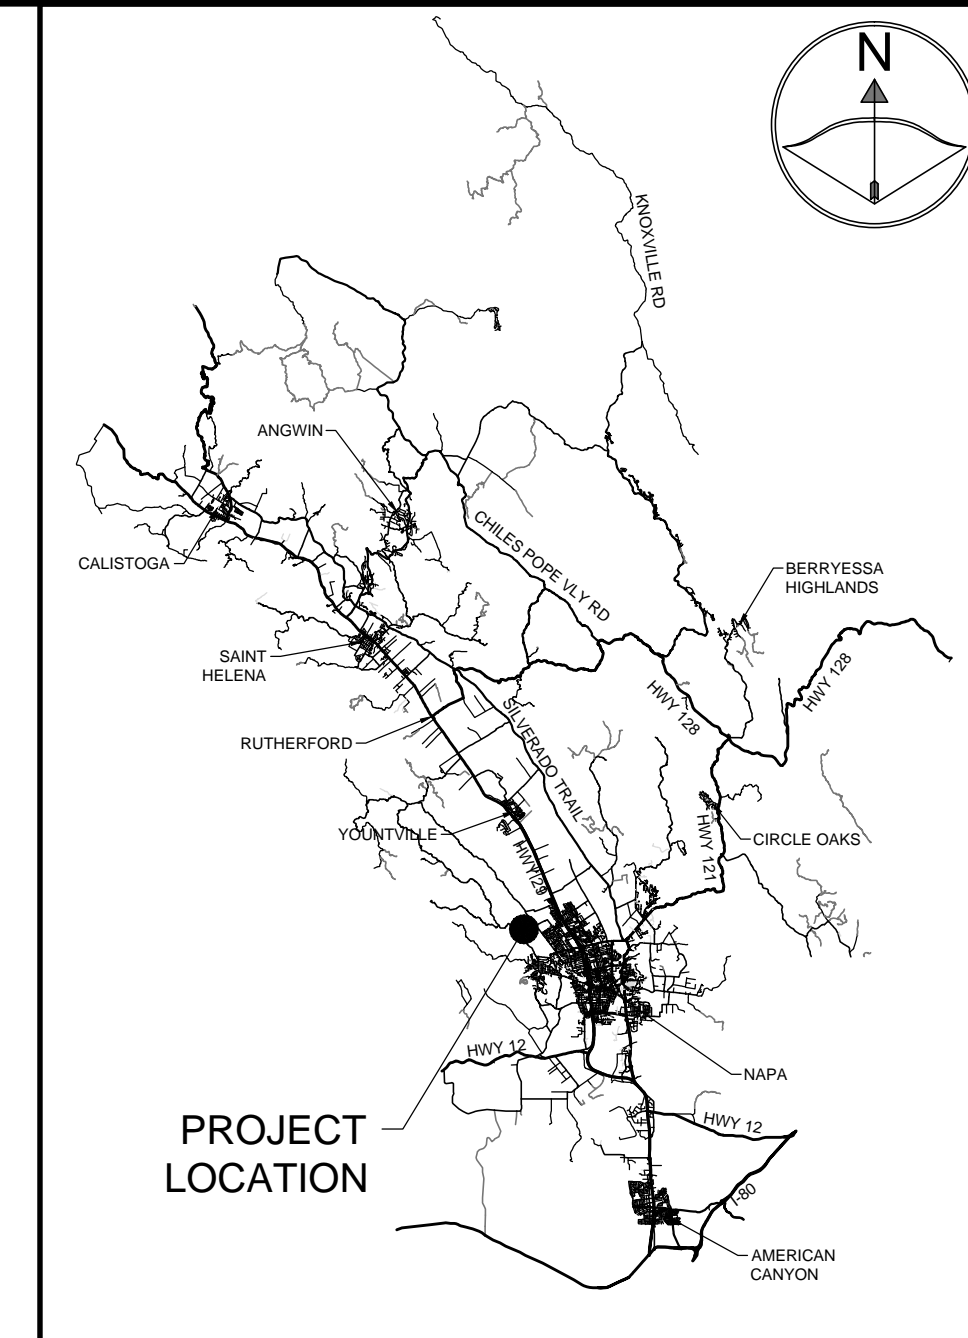 N
KNOXVILLE RD
ANGWIN
CHILES POPE VLY RD
CALISTOGA
BERRYESSA
HIGHLANDS
SAINT
HELENA
HWY 128
HWY 128
SILVERADO TRAIL
RUTHERFORD
YOUNTVILLE
HWY 29
HWY 121
CIRCLE OAKS
HWY 12
NAPA
PROJECT
LOCATION
HWY 12
I-80
AMERICAN
CANYON